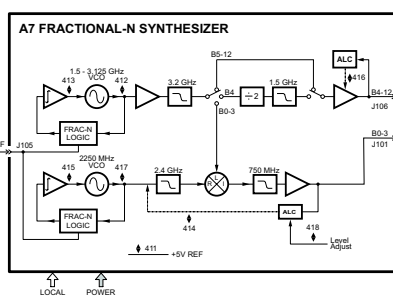 A7 FRACTIONAL-N SYNTHESIZER
1.5 - 3.125 GHz
VCO
413
412
3.2 GHz
B5-12
B4
B0-3
÷ 2
1.5 GHz
ALC
416
B4-12
J106
FRAC-N
LOGIC
F
J105
B0-3
J101
2250 MHz
VCO
415
417
2.4 GHz
R
L
I
750 MHz
FRAC-N
LOGIC
414
ALC
418
Level
Adjust
411
+5V REF
LOCAL
POWER